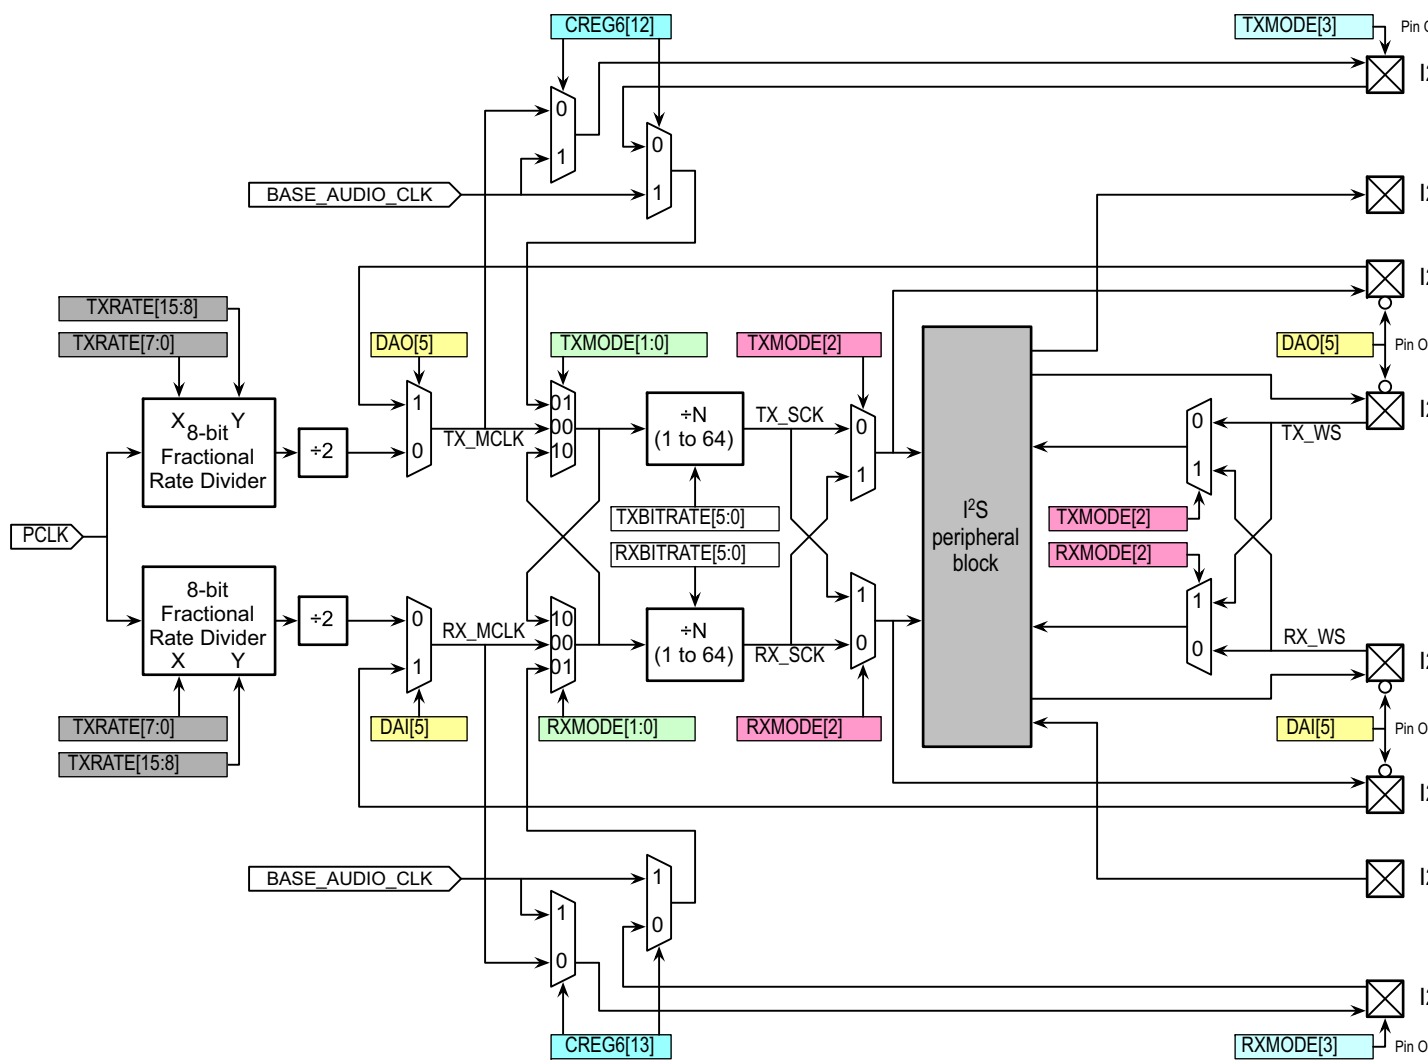 CREG6[12]
TXMODE[3]
Pin
0
1
0
1
BASE_AUDIO_CLK
TXRATE[15:8]
TXRATE[7:0]
DAO[5]
TXMODE[1:0]
TXMODE[2]
DAO[5]
Pin O
X Y
8-bit
Fractional
Rate Divider
÷2
1
0
TX_MCLK
01
00
10
÷N
(1 to 64)
TX_SCK
0
1
0
1
TX_WS
PCLK
TXBITRATE[5:0]
RXBITRATE[5:0]
I²S
peripheral
block
TXMODE[2]
RXMODE[2]
8-bit
Fractional
Rate Divider
X Y
÷2
0
1
RX_MCLK
10
00
01
÷N
(1 to 64)
RX_SCK
1
0
1
0
RX_WS
TXRATE[7:0]
TXRATE[15:8]
DAI[5]
RXMODE[1:0]
RXMODE[2]
DAI[5]
Pin O
BASE_AUDIO_CLK
1
0
1
0
CREG6[13]
RXMODE[3]
Pin O